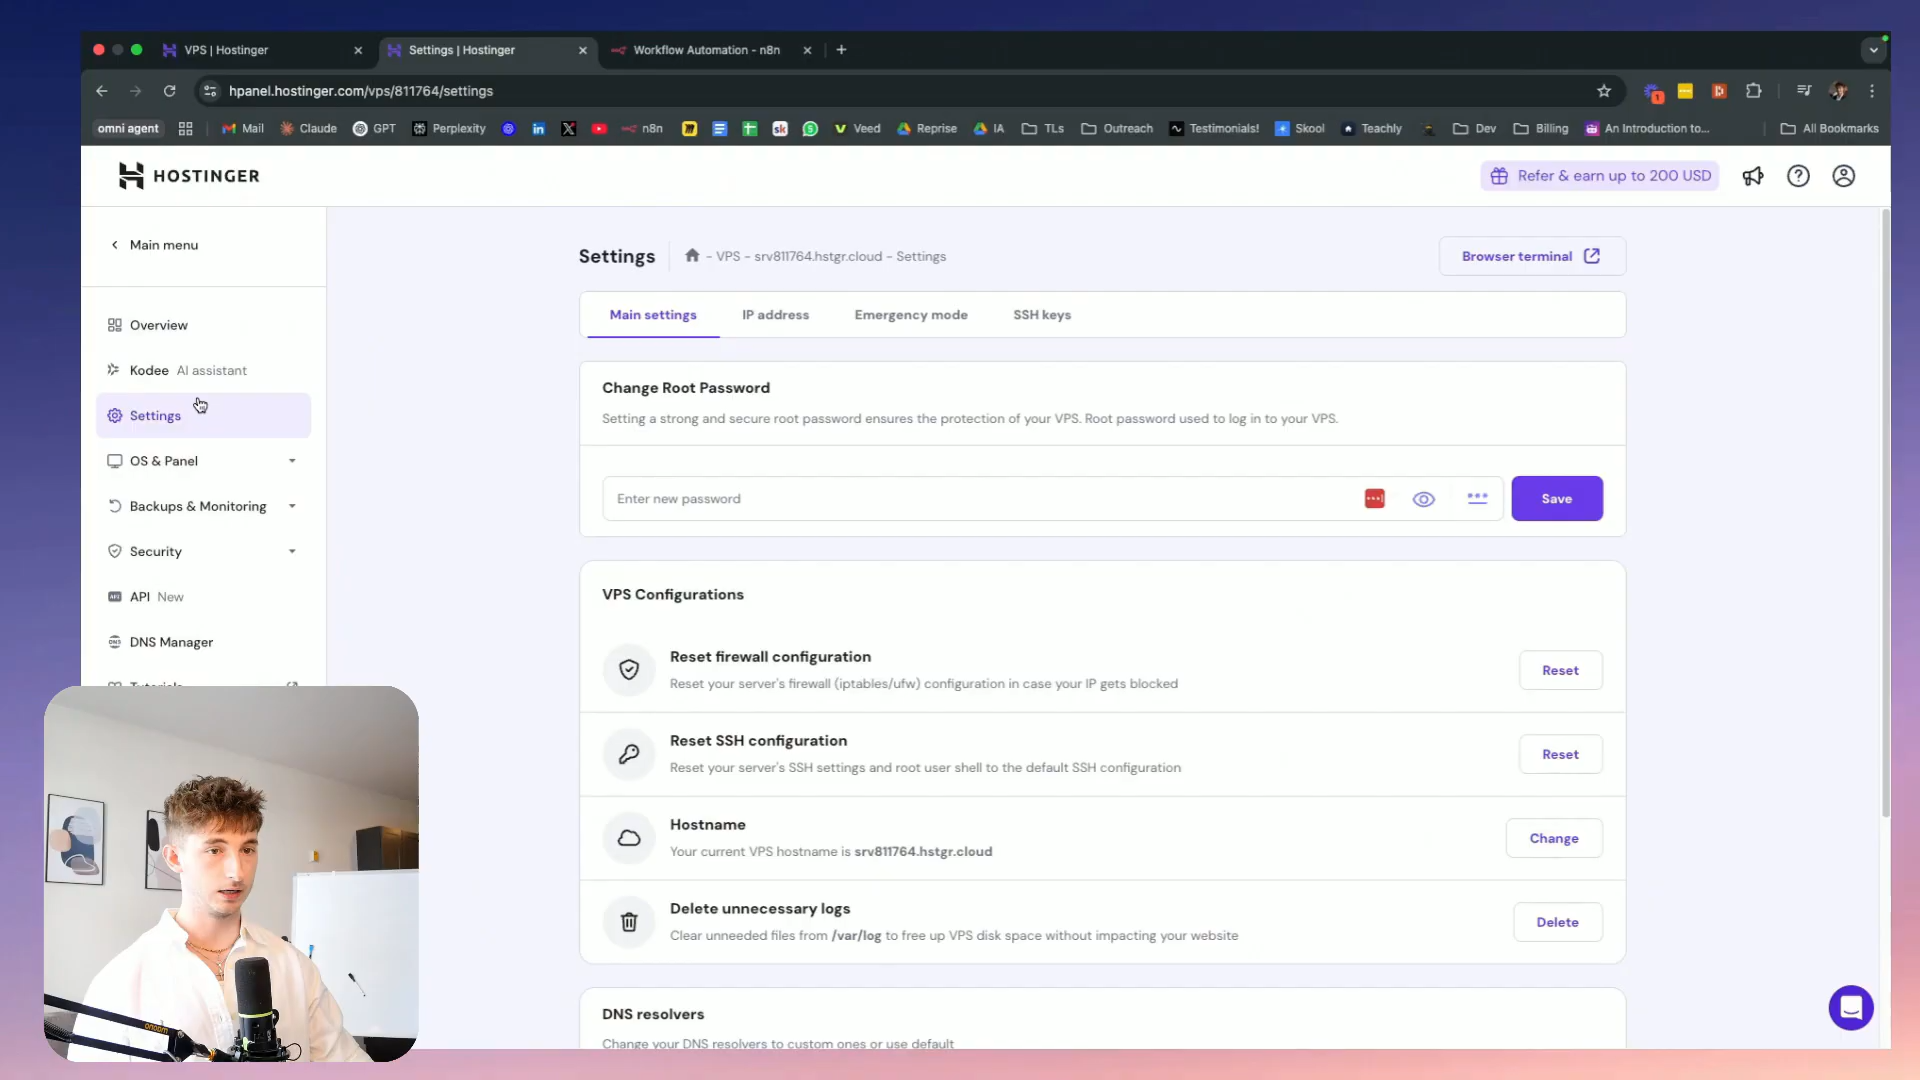 VPS | Hostinger
Settings | Hostinger
Workflow Automation - n8n
hpanel.hostinger.com/vps/811764/settings
omni agent
Mail
Claude
GPT
Perplexity
n8n
Veed
Reprise
IA
TLs
Outreach
Testimonials!
Skool
Teachly
Dev
Billing
An Introduction to...
All Bookmarks
HOSTINGER
Refer & earn up to 200 USD
Main menu
Settings
- VPS - srv811764.hstgr.cloud - Settings
Browser terminal
Main settings
IP address
Emergency mode
SSH keys
Overview
Kodee AI assistant
Settings
OS & Panel
Backups & Monitoring
Security
API New
DNS Manager
Tutorials
Change Root Password
Setting a strong and secure root password ensures the protection of your VPS. Root password used to log in to your VPS.
Enter new password
Save
VPS Configurations
Reset firewall configuration
Reset your server's firewall (iptables/ufw) configuration in case your IP gets blocked
Reset
Reset SSH configuration
Reset your server's SSH settings and root user shell to the default SSH configuration
Reset
Hostname
Your current VPS hostname is srv811764.hstgr.cloud
Change
Delete unnecessary logs
Clear unneeded files from /var/log to free up VPS disk space without impacting your website
Delete
DNS resolvers
Change your DNS resolvers to custom ones or use default